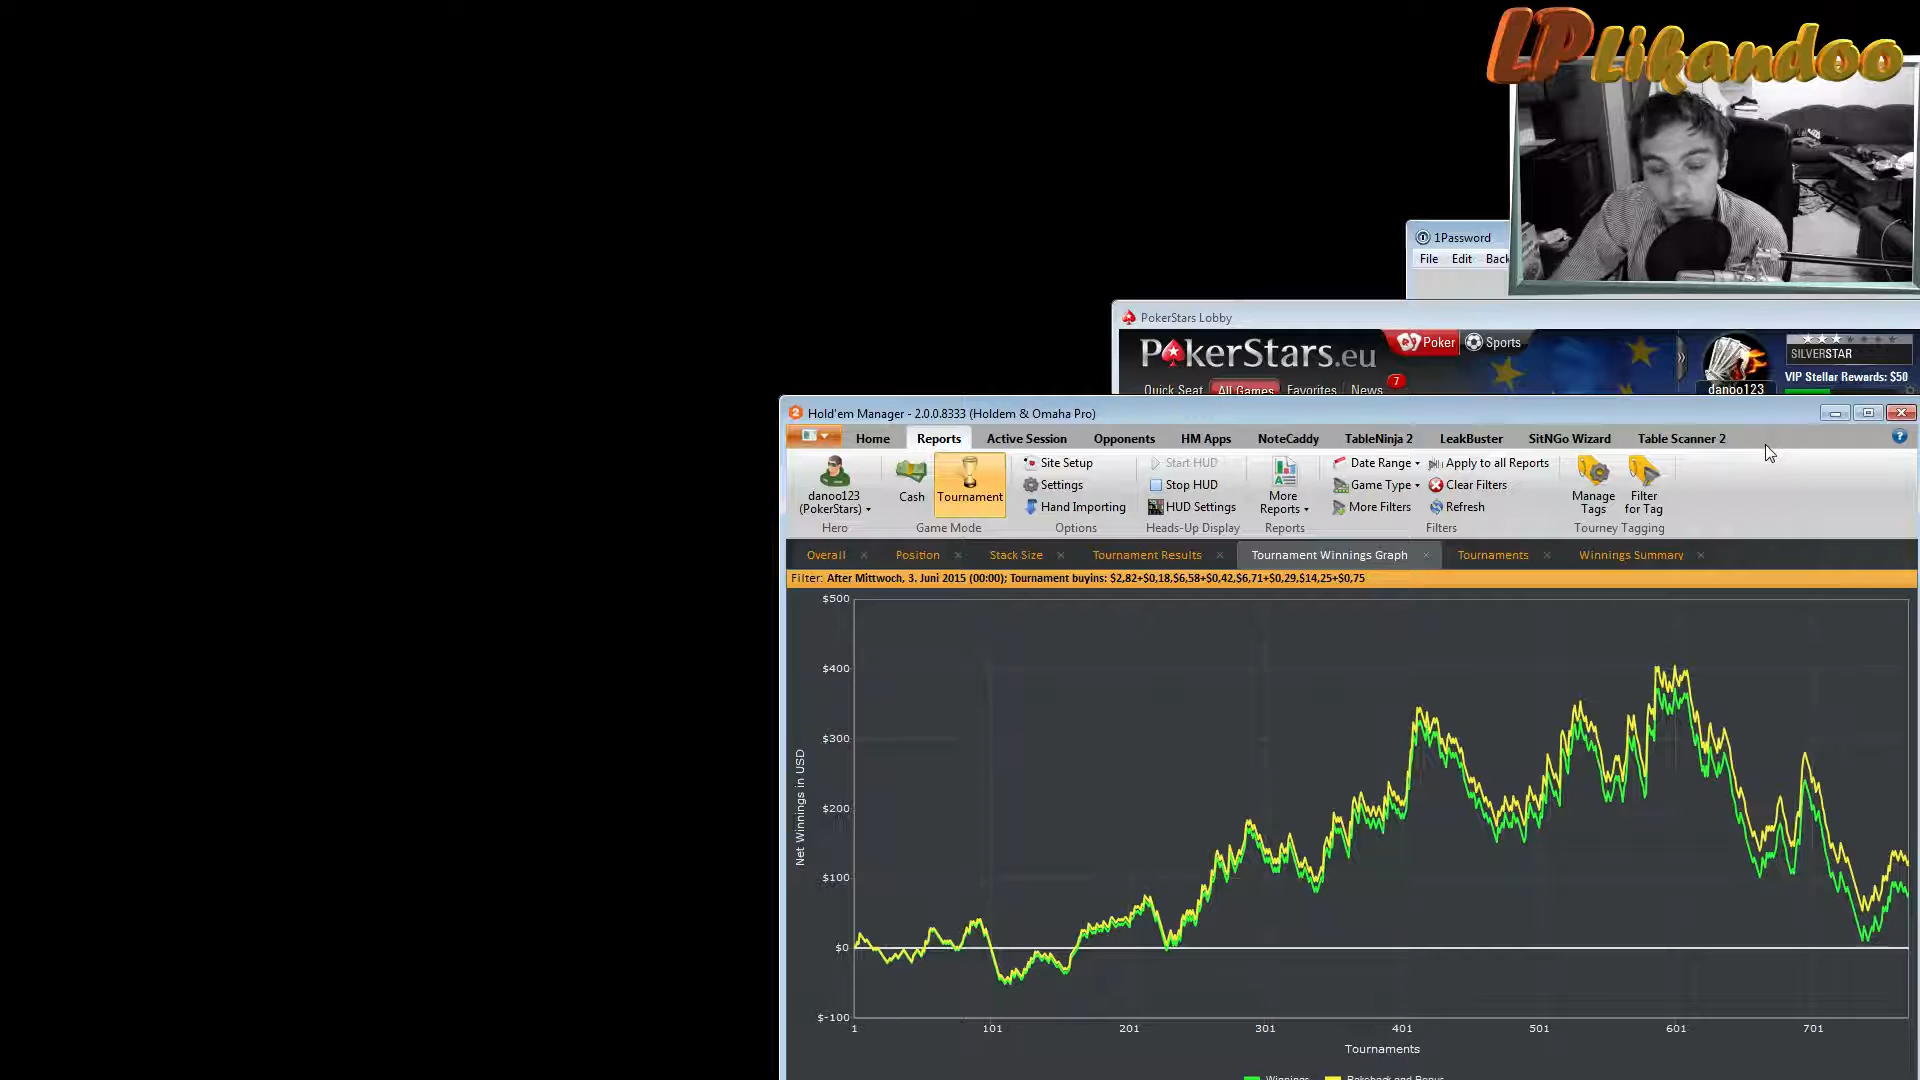 LP Likandoo
1Password
File Edit Back
PokerStars Lobby
PokerStars.eu
Poker Sports
SILVERSTAR
VIP Stellar Rewards: $50
danoo123
Quick Seat All Games Favorites News 7
Hold'em Manager - 2.0.0.8333 (Holdem & Omaha Pro)
Home Reports Active Session Opponents HM Apps NoteCaddy TableNinja 2 LeakBuster SitNGo Wizard Table Scanner 2
danoo123
(PokerStars)
Hero
Cash Tournament
Game Mode
Site Setup
Settings
Hand Importing
Options
Start HUD
Stop HUD
HUD Settings
Heads-Up Display
More
Reports
Reports
Date Range Apply to all Reports
Game Type Clear Filters
More Filters Refresh
Filters
Manage
Tags
Filter
for Tag
Tourney Tagging
Overall Position Stack Size Tournament Results Tournament Winnings Graph Tournaments Winnings Summary
Filter: After Mittwoch, 3. Juni 2015 (00:00); Tournament buyins: $2,82+$0,18,$6,58+$0,42,$6,71+$0,29,$14,25+$0,75
$500
$400
$300
$200
$100
$0
$-100
Net Winnings in USD
1 101 201 301 401 501 601 701
Tournaments
Winnings Rakeback and Bonus